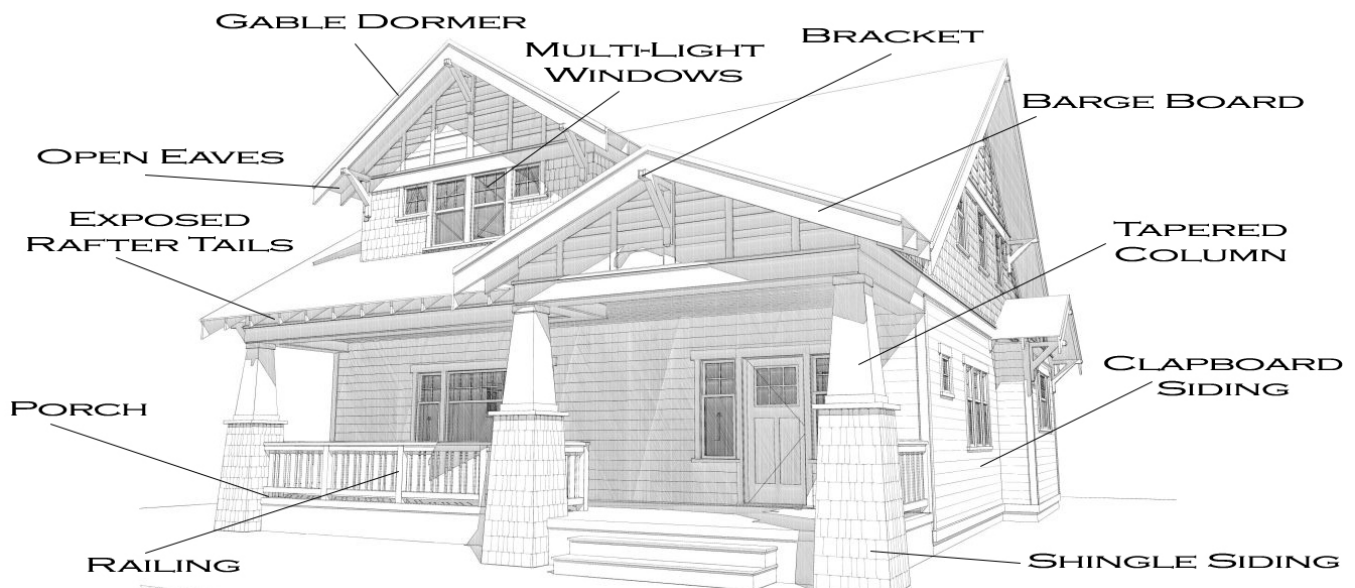 Gable Dormer
Multi-Light
Windows
Bracket
Barge Board
Open Eaves
Exposed
Rafter Tails
Tapered
Column
Clapboard
Siding
Porch
Railing
Shingle Siding